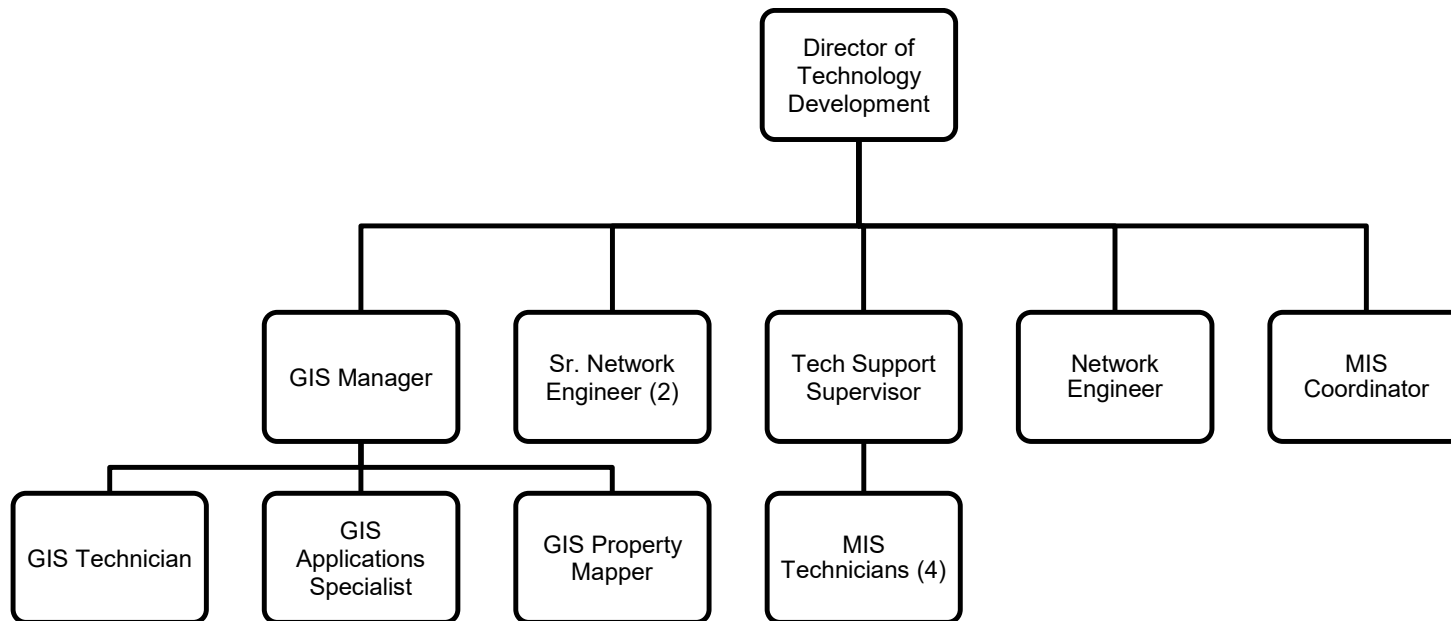 Director of
Technology
Development
GIS Manager
Sr. Network
Engineer (2)
Tech Support
Supervisor
Network
Engineer
MIS
Coordinator
GIS Technician
GIS
Applications
Specialist
GIS Property
Mapper
MIS
Technicians (4)